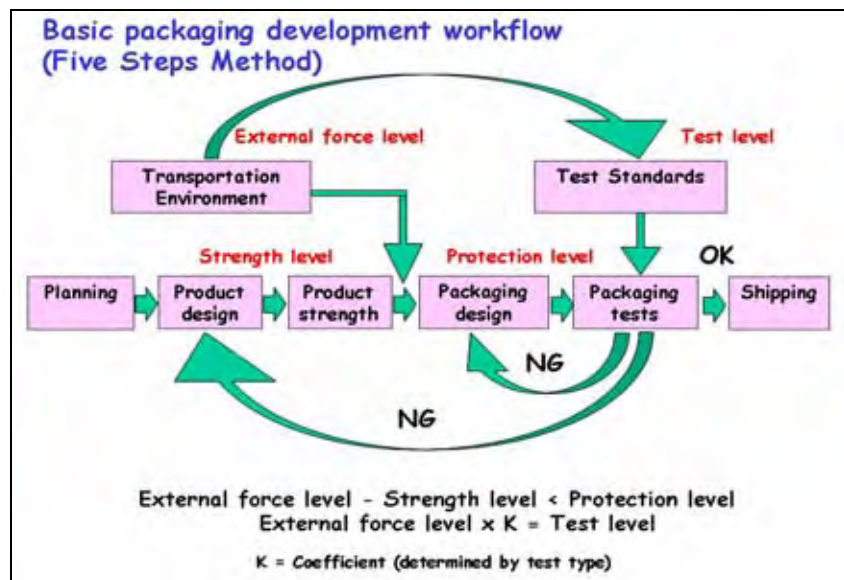 Basic packaging development workflow
(Five Steps Method)
External force level
Test level
Transportation
Environment
Test Standards
Strength level
Protection level
OK
Planning
Product
design
Product
strength
Packaging
design
Packaging
tests
Shipping
NG
NG
External force level - Strength level < Protection level
External force level x K = Test level
K = Coefficient (determined by test type)